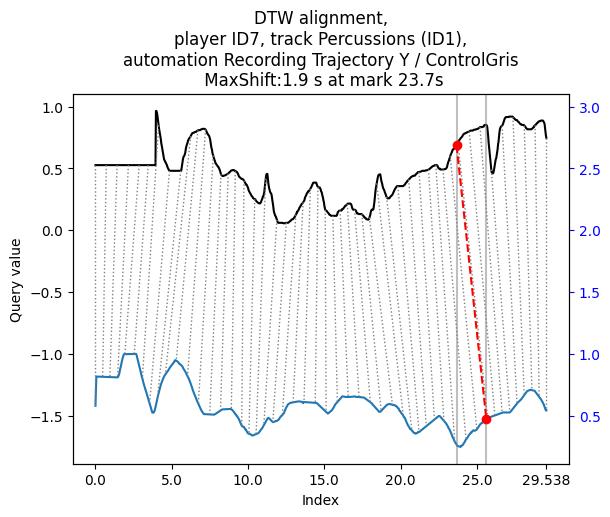 DTW alignment,
player ID7, track Percussions (ID1),
automation Recording Trajectory Y / ControlGris
MaxShift:1.9 s at mark 23.7s
1.0
0.5
0.0
−0.5
−1.0
−1.5
Query value
3.0
2.5
2.0
1.5
1.0
0.5
0.0 5.0 10.0 15.0 20.0 25.0 29.538
Index